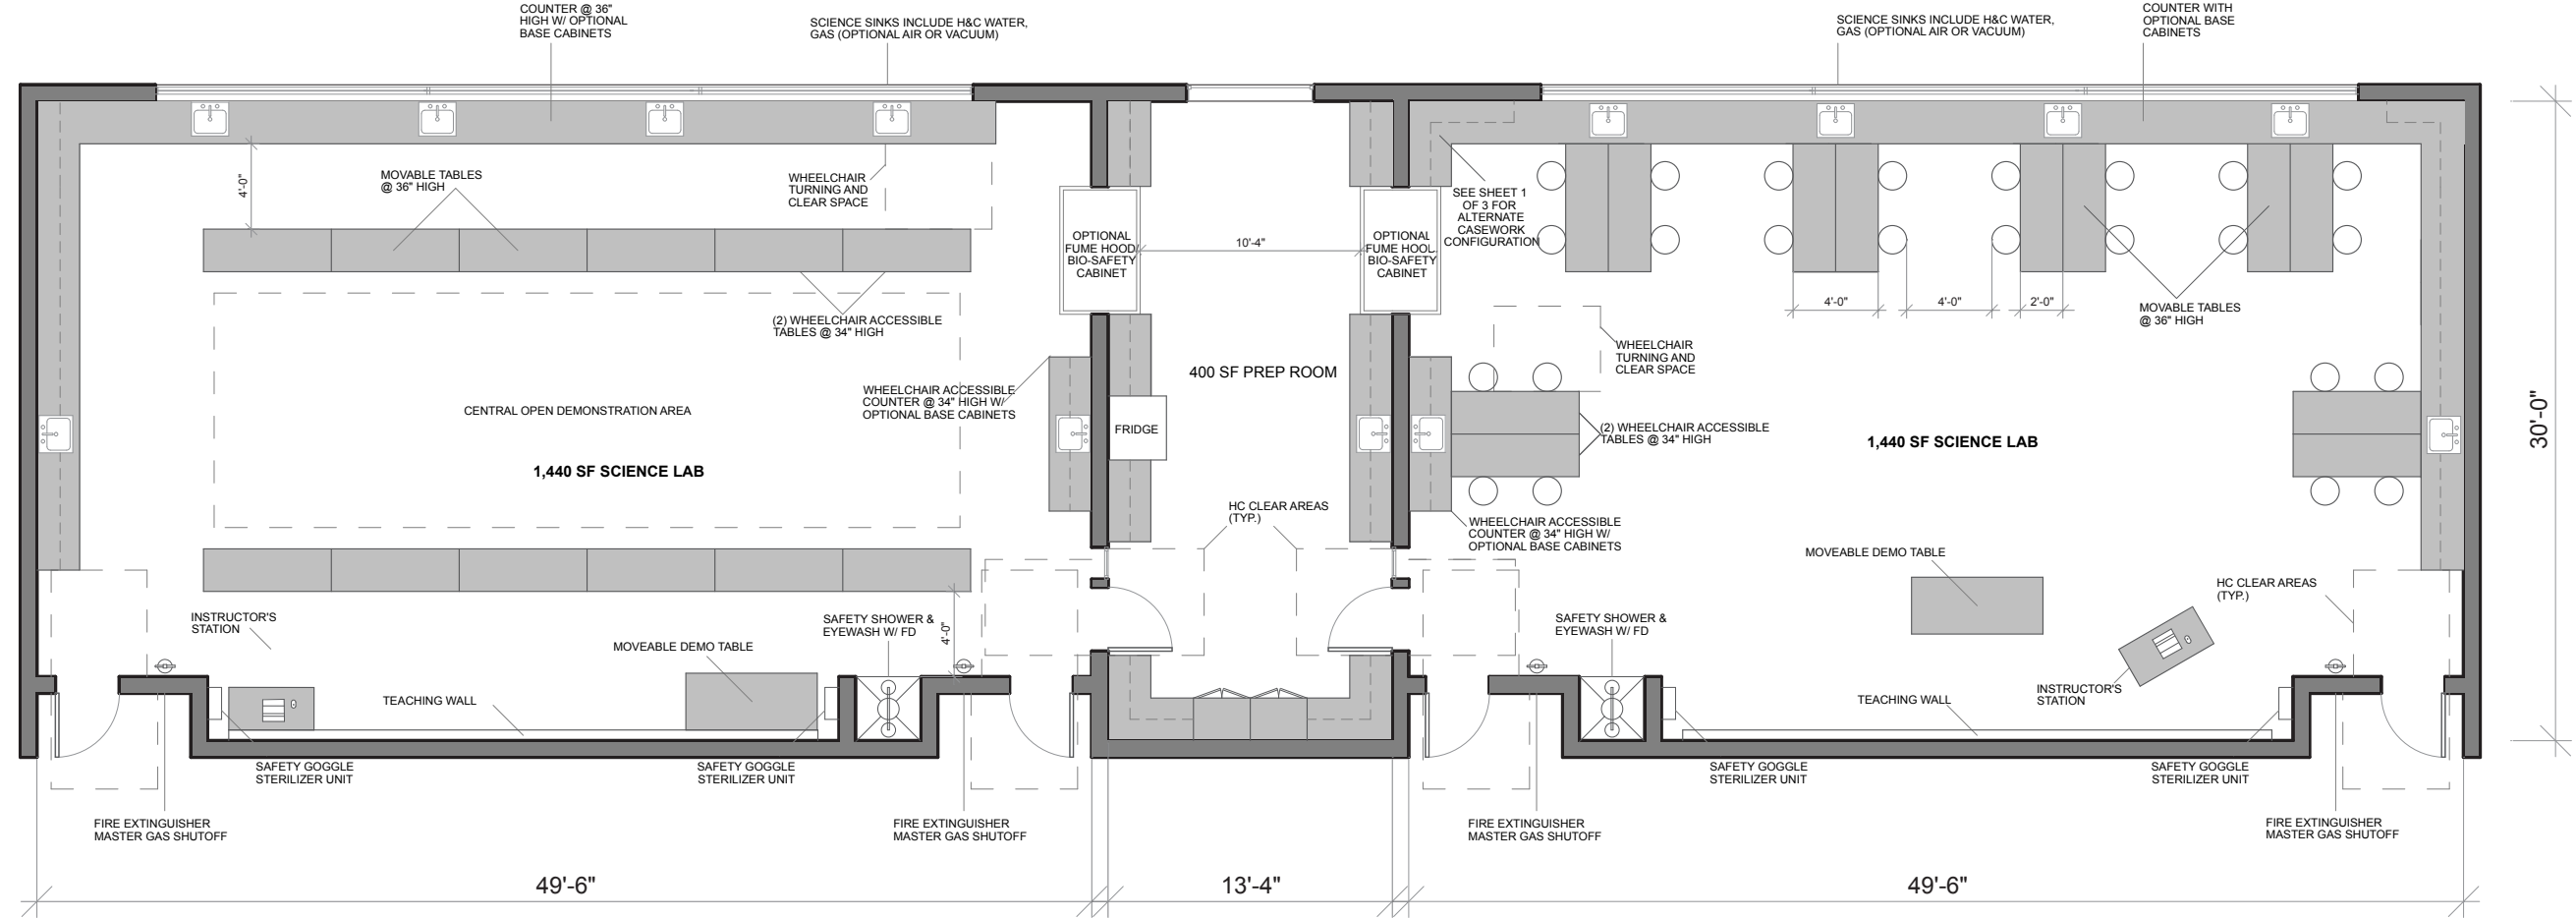 COUNTER @ 36"
HIGH W/ OPTIONAL
BASE CABINETS
SCIENCE SINKS INCLUDE H&C WATER,
GAS (OPTIONAL AIR OR VACUUM)
SCIENCE SINKS INCLUDE H&C WATER,
GAS (OPTIONAL AIR OR VACUUM)
COUNTER WITH
OPTIONAL BASE
CABINETS
4'-0"
MOVABLE TABLES
@ 36" HIGH
WHEELCHAIR
TURNING AND
CLEAR SPACE
OPTIONAL
FUME HOOD/
BIO-SAFETY
CABINET
10'-4"
OPTIONAL
FUME HOOD
BIO-SAFETY
CABINET
SEE SHEET 1
OF 3 FOR
ALTERNATE
CASEWORK
CONFIGURATION
(2) WHEELCHAIR ACCESSIBLE
TABLES @ 34" HIGH
4'-0"
4'-0"
2'-0"
MOVABLE TABLES
@ 36" HIGH
WHEELCHAIR
TURNING AND
CLEAR SPACE
CENTRAL OPEN DEMONSTRATION AREA
1,440 SF SCIENCE LAB
WHEELCHAIR ACCESSIBLE
COUNTER @ 34" HIGH W/
OPTIONAL BASE CABINETS
400 SF PREP ROOM
FRIDGE
(2) WHEELCHAIR ACCESSIBLE
TABLES @ 34" HIGH
1,440 SF SCIENCE LAB
30'-0"
HC CLEAR AREAS
(TYP.)
WHEELCHAIR ACCESSIBLE
COUNTER @ 34" HIGH W/
OPTIONAL BASE CABINETS
MOVEABLE DEMO TABLE
HC CLEAR AREAS
(TYP.)
INSTRUCTOR'S
STATION
MOVEABLE DEMO TABLE
SAFETY SHOWER &
EYEWASH W/ FD
4'-0"
SAFETY SHOWER &
EYEWASH W/ FD
TEACHING WALL
TEACHING WALL
INSTRUCTOR'S
STATION
SAFETY GOGGLE
STERILIZER UNIT
SAFETY GOGGLE
STERILIZER UNIT
SAFETY GOGGLE
STERILIZER UNIT
SAFETY GOGGLE
STERILIZER UNIT
FIRE EXTINGUISHER
MASTER GAS SHUTOFF
FIRE EXTINGUISHER
MASTER GAS SHUTOFF
FIRE EXTINGUISHER
MASTER GAS SHUTOFF
FIRE EXTINGUISHER
MASTER GAS SHUTOFF
49'-6"
13'-4"
49'-6"